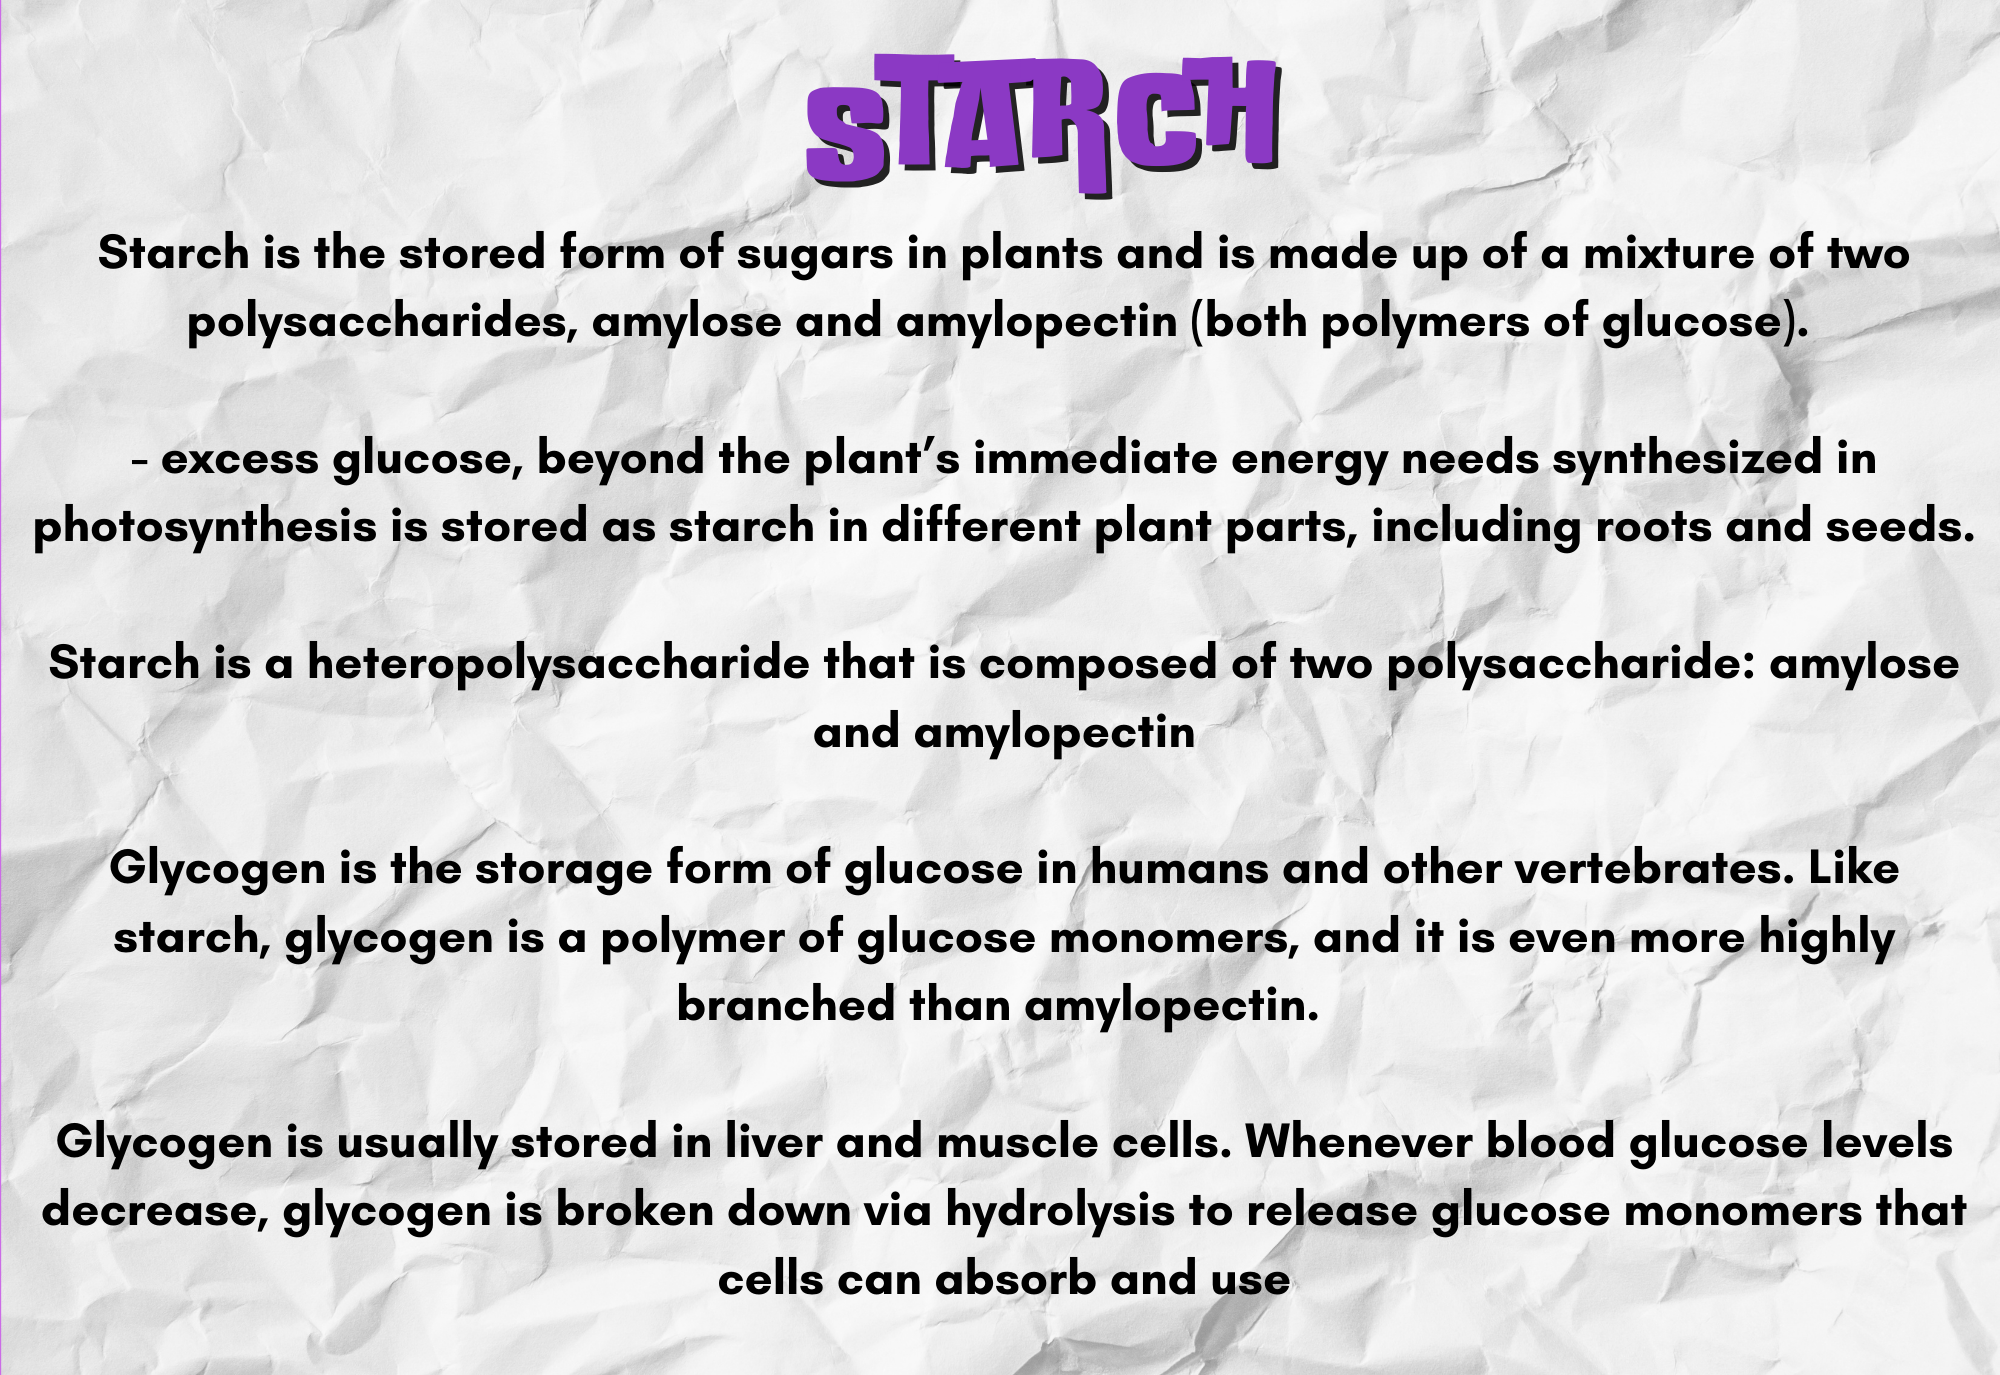 STARCH
Starch is the stored form of sugars in plants and is made up of a mixture of two
polysaccharides, amylose and amylopectin (both polymers of glucose).
- excess glucose, beyond the plant’s immediate energy needs synthesized in
photosynthesis is stored as starch in different plant parts, including roots and seeds.
Starch is a heteropolysaccharide that is composed of two polysaccharide: amylose
and amylopectin
Glycogen is the storage form of glucose in humans and other vertebrates. Like
starch, glycogen is a polymer of glucose monomers, and it is even more highly
branched than amylopectin.
Glycogen is usually stored in liver and muscle cells. Whenever blood glucose levels
decrease, glycogen is broken down via hydrolysis to release glucose monomers that
cells can absorb and use